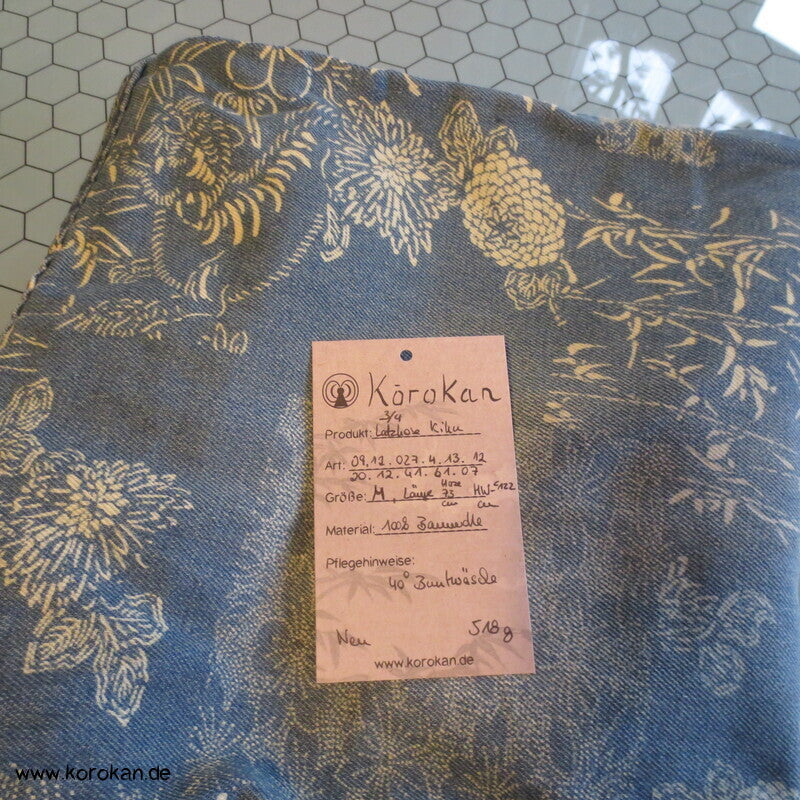 Kōrokan
3/4
Produkt: Latzhose Kiku
Art: 09.12.027.4.13.12
20.12.41.61.07
Größe: M, Länge Hose 73 cm HW-122 cm
Material: 100% Baumwolle
Pflegehinweise:
40° Buntwäsche
Neu 518g
www.korokan.de
www.korokan.de